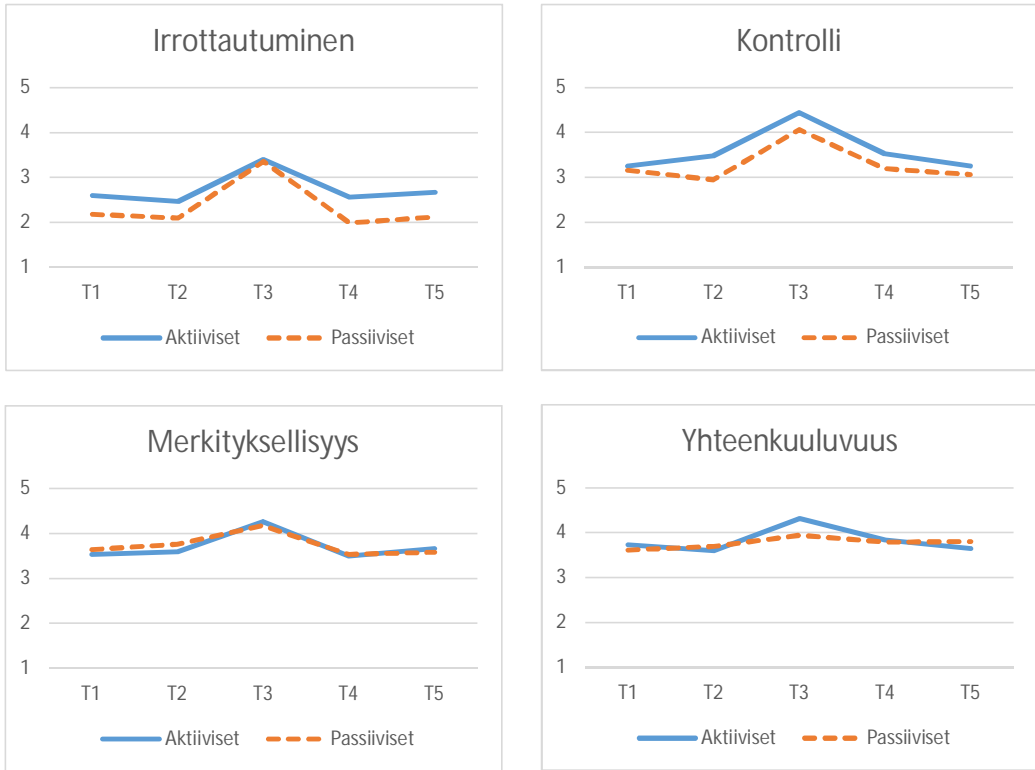 Irrottautuminen
5
4
3
2
1
T1 T2 T3 T4 T5
Aktiiviset Passiiviset
Kontrolli
5
4
3
2
1
T1 T2 T3 T4 T5
Aktiiviset Passiiviset
Merkityksellisyys
5
4
3
2
1
T1 T2 T3 T4 T5
Aktiiviset Passiiviset
Yhteenkuuluvuus
5
4
3
2
1
T1 T2 T3 T4 T5
Aktiiviset Passiiviset